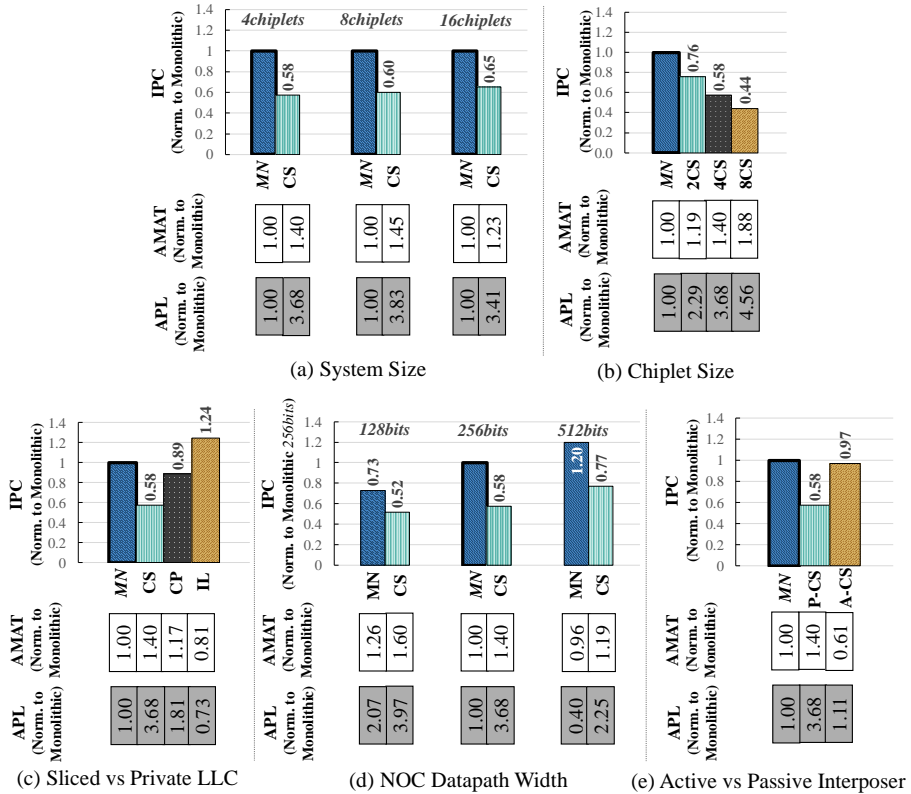 4chiplets 8chiplets 16chiplets
IPC
(Norm. to Monolithic)
1.4
1.2
1
0.8
0.6
0.4
0.2
0
0.58
0.60
0.65
MN CS MN CS MN CS
AMAT
(Norm. to
Monolithic)
1.00 1.40 1.00 1.45 1.00 1.23
APL
(Norm. to
Monolithic)
1.00 3.68 1.00 3.83 1.00 3.41
(a) System Size
IPC
(Norm. to Monolithic)
1.4
1.2
1.0
0.8
0.6
0.4
0.2
0.0
0.76
0.58
0.44
MN 2CS 4CS 8CS
AMAT
(Norm. to
Monolithic)
1.00 1.19 1.40 1.88
APL
(Norm. to
Monolithic)
1.00 2.29 3.68 4.56
(b) Chiplet Size
IPC
(Norm. to Monolithic)
1.4
1.2
1
0.8
0.6
0.4
0.2
0
0.58
0.89
1.24
MN CS CP IL
AMAT
(Norm. to
Monolithic)
1.00 1.40 1.17 0.81
APL
(Norm. to
Monolithic)
1.00 3.68 1.81 0.73
(c) Sliced vs Private LLC
128bits 256bits 512bits
IPC
(Norm. to Monolithic 256bits)
1.4
1.2
1
0.8
0.6
0.4
0.2
0
0.73
0.52
0.58
1.20
0.77
MN CS MN CS MN CS
AMAT
(Norm. to
Monolithic)
1.26 1.60 1.00 1.40 0.96 1.19
APL
(Norm. to
Monolithic)
2.07 3.97 1.00 3.68 0.40 2.25
(d) NOC Datapath Width
IPC
(Norm. to Monolithic)
1.4
1.2
1
0.8
0.6
0.4
0.2
0
0.58
0.97
MN P-CS A-CS
AMAT
(Norm. to
Monolithic)
1.00 1.40 0.61
APL
(Norm. to
Monolithic)
1.00 3.68 1.11
(e) Active vs Passive Interposer